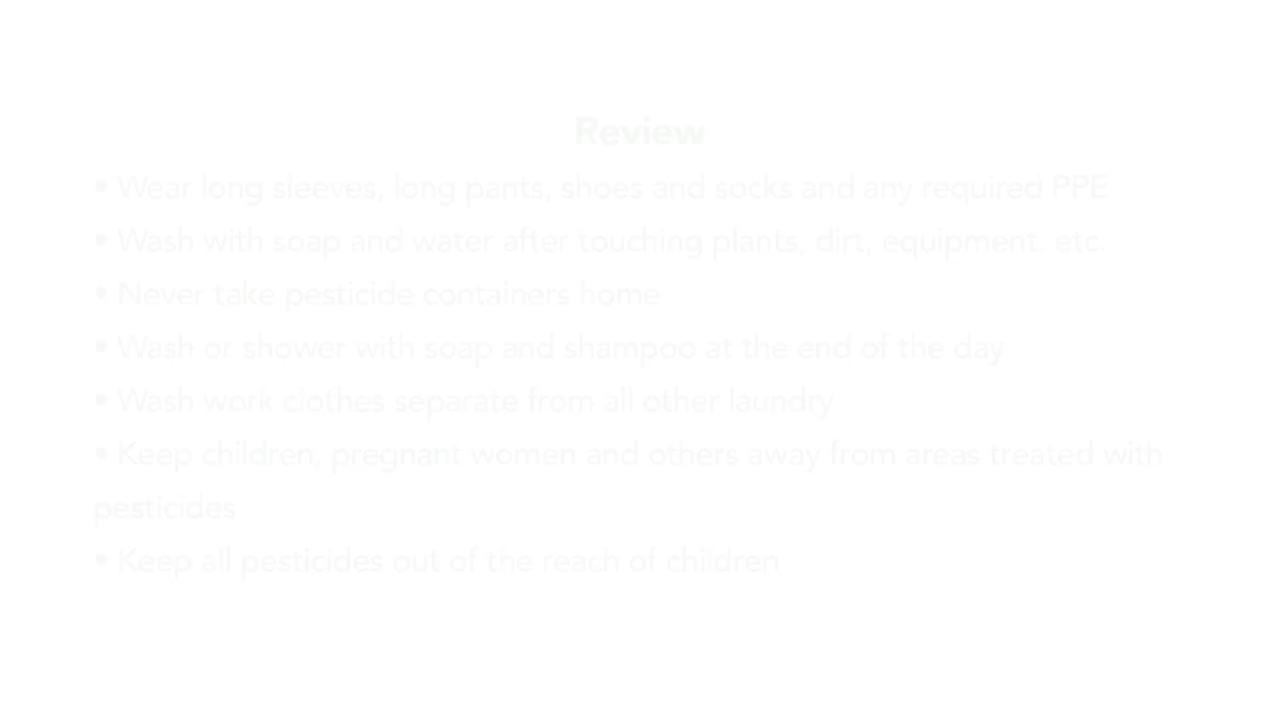 Review
• Wear long sleeves, long pants, shoes and socks and any required PPE
• Wash with soap and water after touching plants, dirt, equipment. etc.
• Never take pesticide containers home
• Wash or shower with soap and shampoo at the end of the day
• Wash work clothes separate from all other laundry
• Keep children, pregnant women and others away from areas treated with
pesticides
• Keep all pesticides out of the reach of children